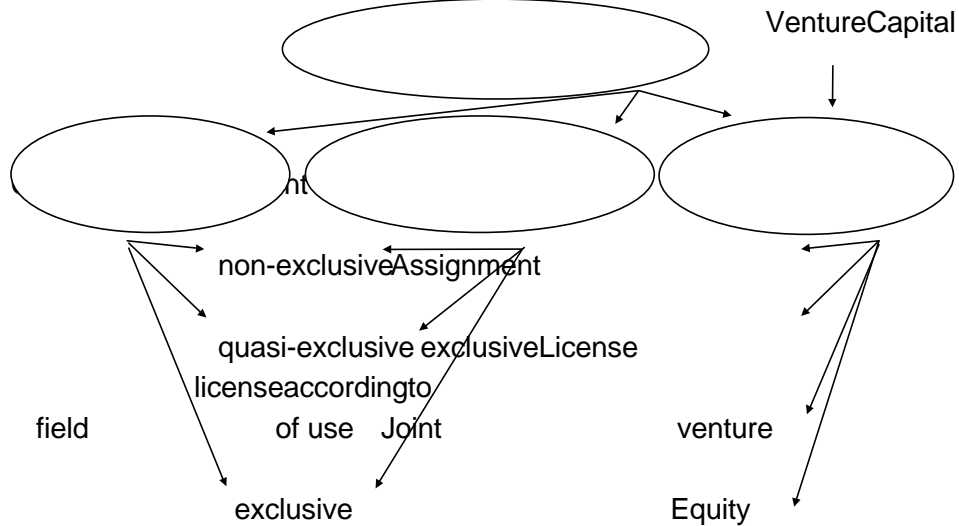 VentureCapital
nt
non-exclusiveAssignment
quasi-exclusive exclusiveLicense
licenseaccordingto
field of use Joint venture
exclusive Equity